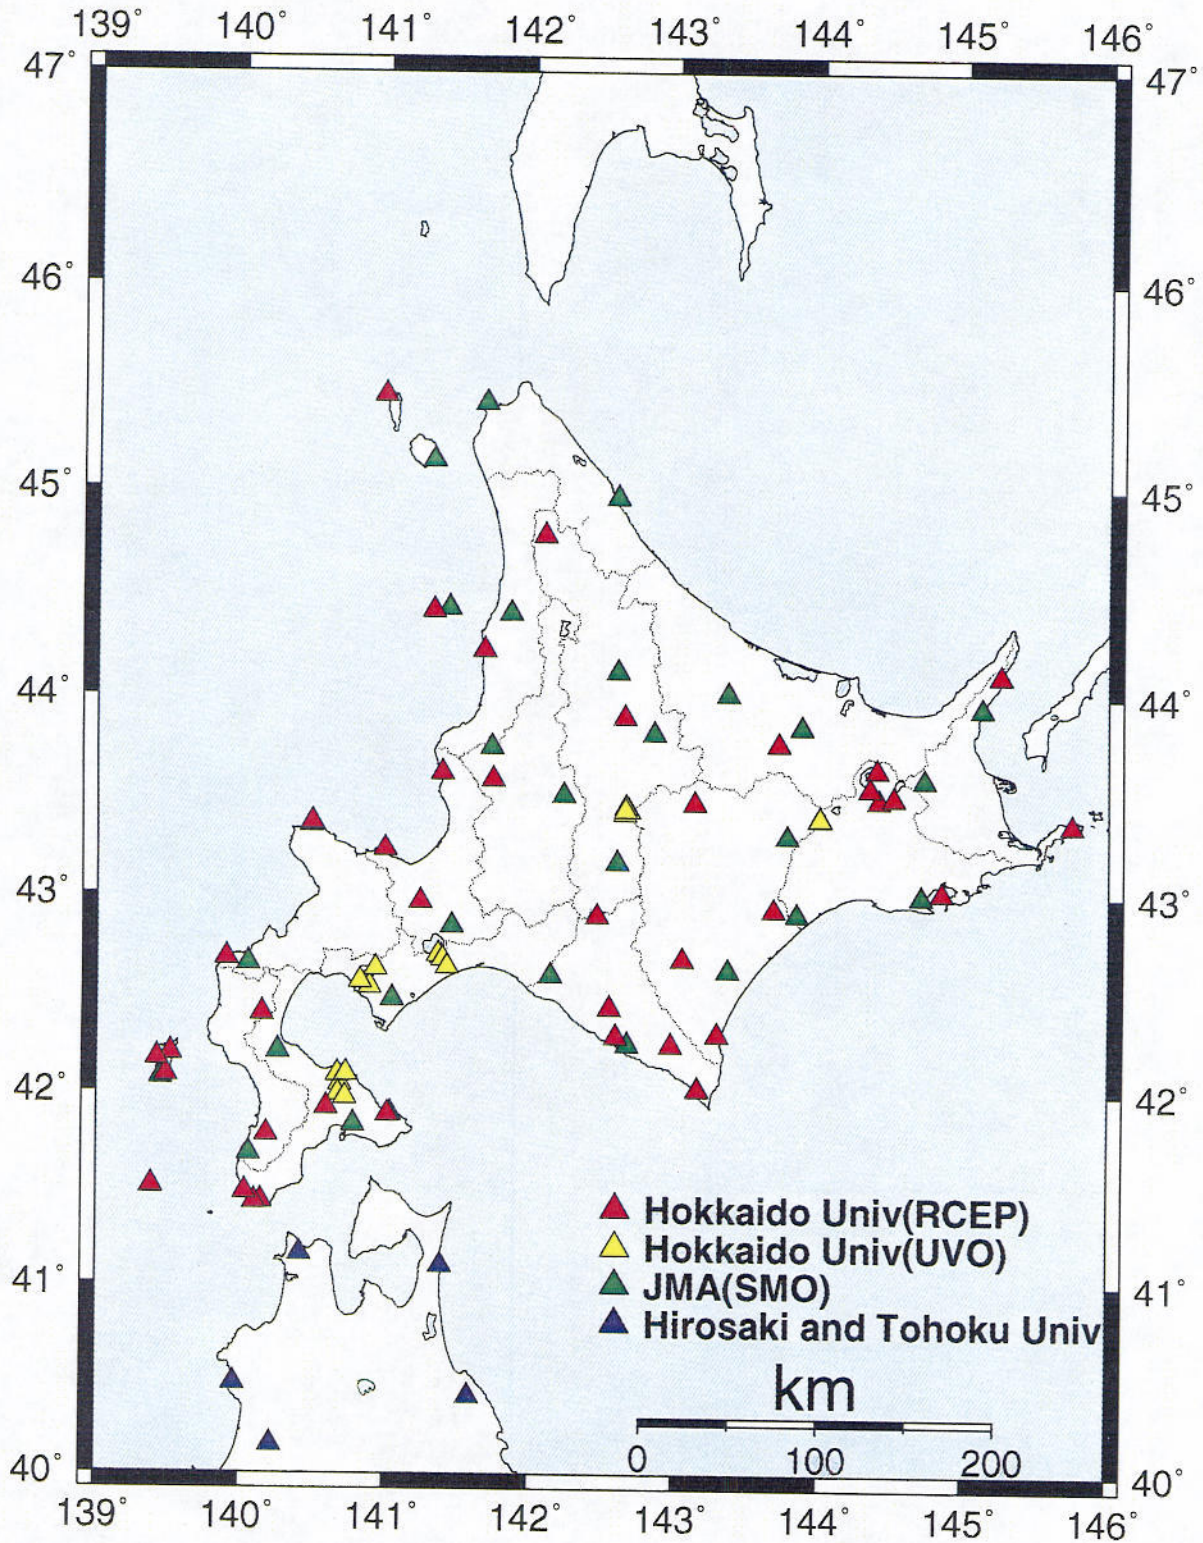 139° 140° 141° 142° 143° 144° 145° 146°
47° 47°
46° 46°
45° 45°
44° 44°
43° 43°
42° 42°
Hokkaido Univ(RCEP)
Hokkaido Univ(UVO)
41° JMA(SMO) 41°
Hirosaki and Tohoku Univ
km
0 100 200
40° 40°
139° 140° 141° 142° 143° 144° 145° 146°